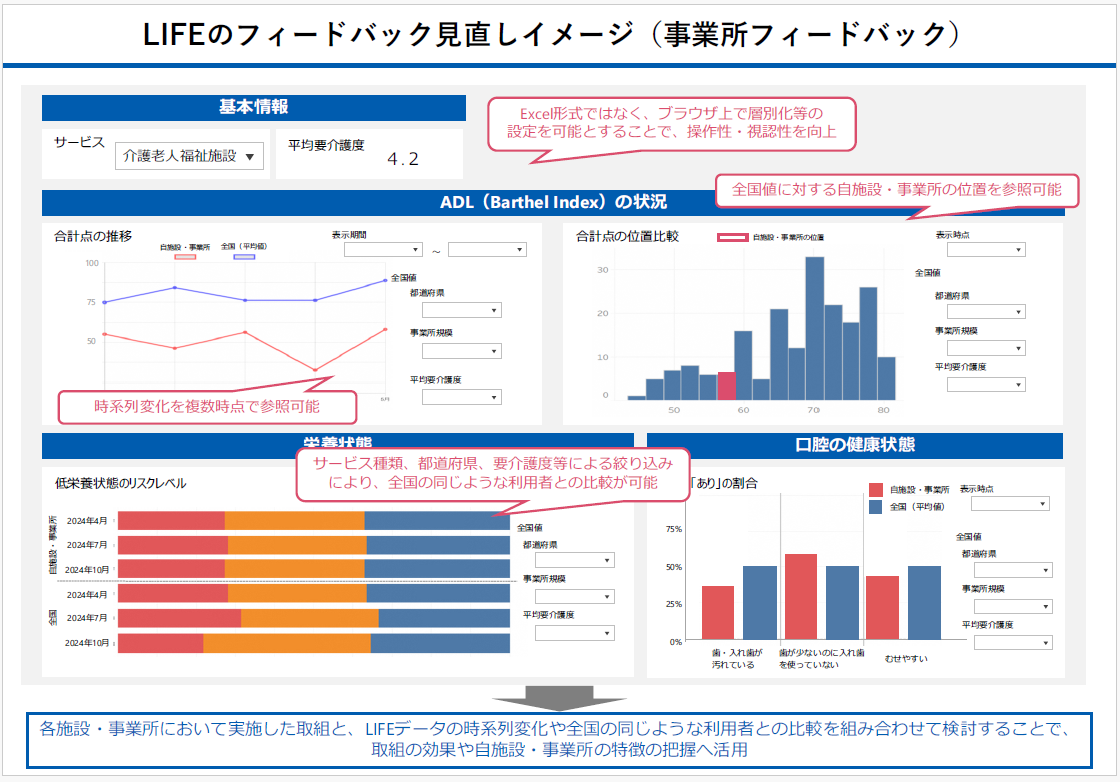 LIFEのフィードバック見直しイメージ（事業所フィードバック）
基本情報
サービス
介護老人福祉施設
平均要介護度
4.2
Excel形式ではなく、ブラウザ上で層別化等の
設定を可能とすることで、操作性・視認性を向上
ADL（Barthel Index）の状況
全国値に対する自施設・事業所の位置を参照可能
合計点の推移
自施設・事業所
全国（平均値）
表示期間
～
100
75
50
5月
全国値
都道府県
事業所規模
平均要介護度
時系列変化を複数時点で参照可能
合計点の位置比較
自施設・事業所の位置
表示時点
30
20
10
0
50
60
70
80
全国値
都道府県
事業所規模
平均要介護度
栄養状態
サービス種類、都道府県、要介護度等による絞り込み
により、全国の同じような利用者との比較が可能
低栄養状態のリスクレベル
自施設・事業所
2024年4月
2024年7月
2024年10月
全国
2024年4月
2024年7月
2024年10月
全国値
都道府県
事業所規模
平均要介護度
口腔の健康状態
「あり」の割合
自施設・事業所
全国（平均値）
表示時点
75%
50%
25%
0%
歯・入れ歯が
汚れている
歯が少ないのに入れ歯
を使っていない
むせやすい
全国値
都道府県
事業所規模
平均要介護度
各施設・事業所において実施した取組と、LIFEデータの時系列変化や全国の同じような利用者との比較を組み合わせて検討することで、
取組の効果や自施設・事業所の特徴の把握へ活用